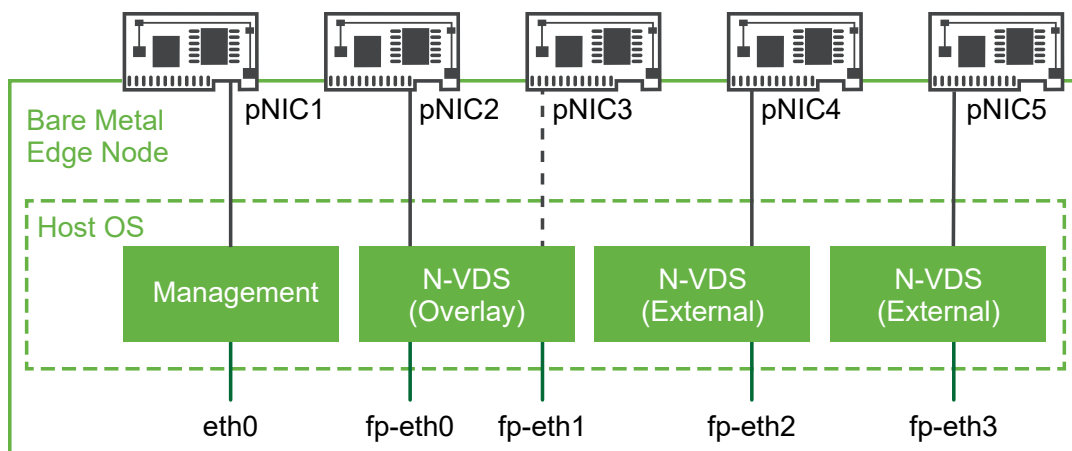 pNIC1
pNIC2
pNIC3
pNIC4
pNIC5
Bare Metal
Edge Node
Host OS
Management
N-VDS
(Overlay)
N-VDS
(External)
N-VDS
(External)
eth0
fp-eth0
fp-eth1
fp-eth2
fp-eth3